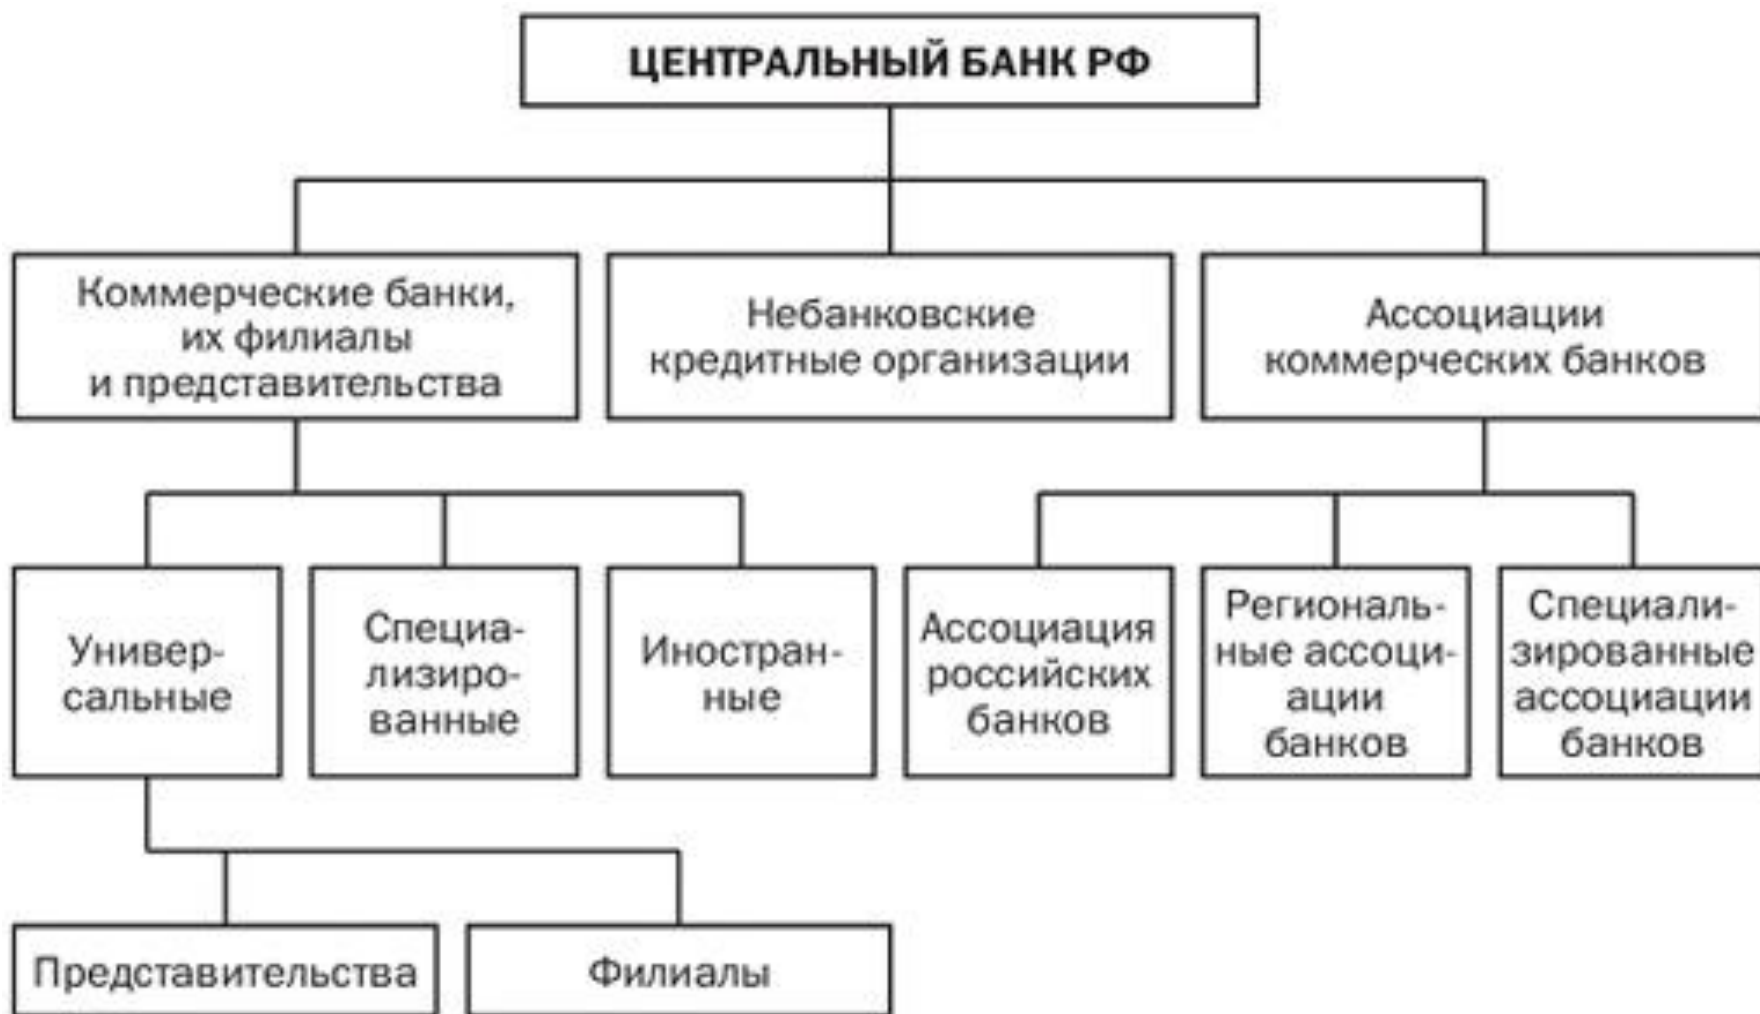 ЦЕНТРАЛЬНЫЙ БАНК РФ
Коммерческие банки,
их филиалы
и представительства
Небанковские
кредитные организации
Ассоциации
коммерческих банков
Универ-
сальные
Специа-
лизиро-
ванные
Иностран-
ные
Ассоциация
российских
банков
Региональ-
ные ассоци-
ации
банков
Специали-
зированные
ассоциации
банков
Представительства
Филиалы